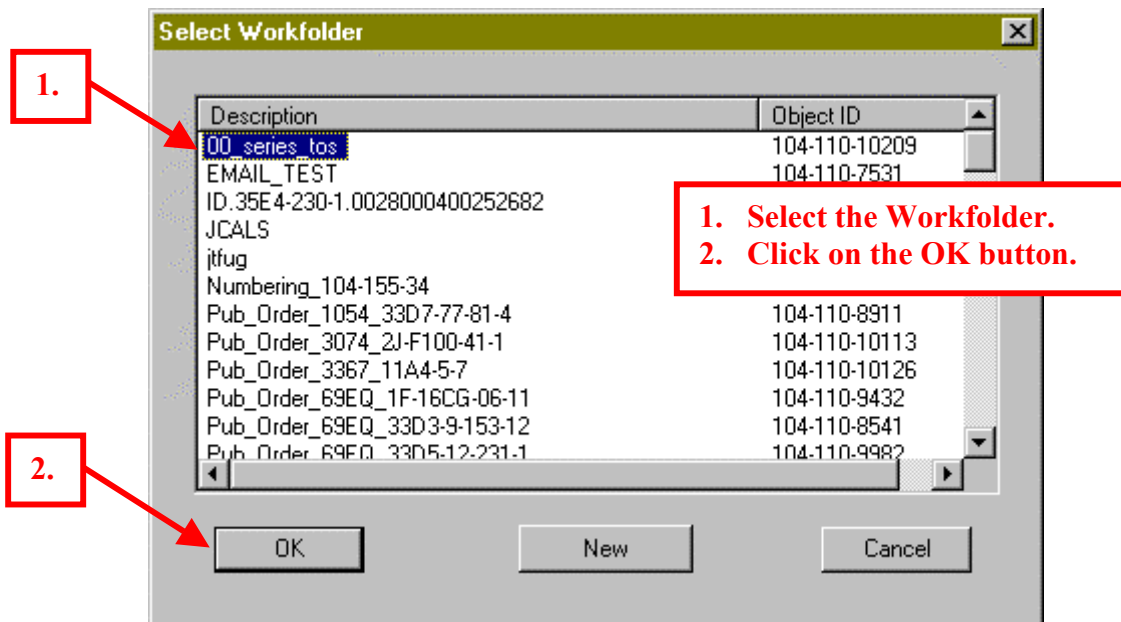 Select Workfolder
1.
Description Object ID
00_series_tos 104-110-10209
EMAIL_TEST 104-110-7531
ID.35E4-230-1.0028000400252682
JCALS
jtfug
Numbering_104-155-34
1. Select the Workfolder.
2. Click on the OK button.
Pub_Order_1054_33D7-77-81-4 104-110-8911
Pub_Order_3074_2J-F100-41-1 104-110-10113
Pub_Order_3367_11A4-5-7 104-110-10126
Pub_Order_69EQ_1F-16CG-06-11 104-110-9432
Pub_Order_69EQ_33D3-9-153-12 104-110-8541
Pub_Order_69EQ_33D5-12-231-1 104-110-9982
2.
OK New Cancel